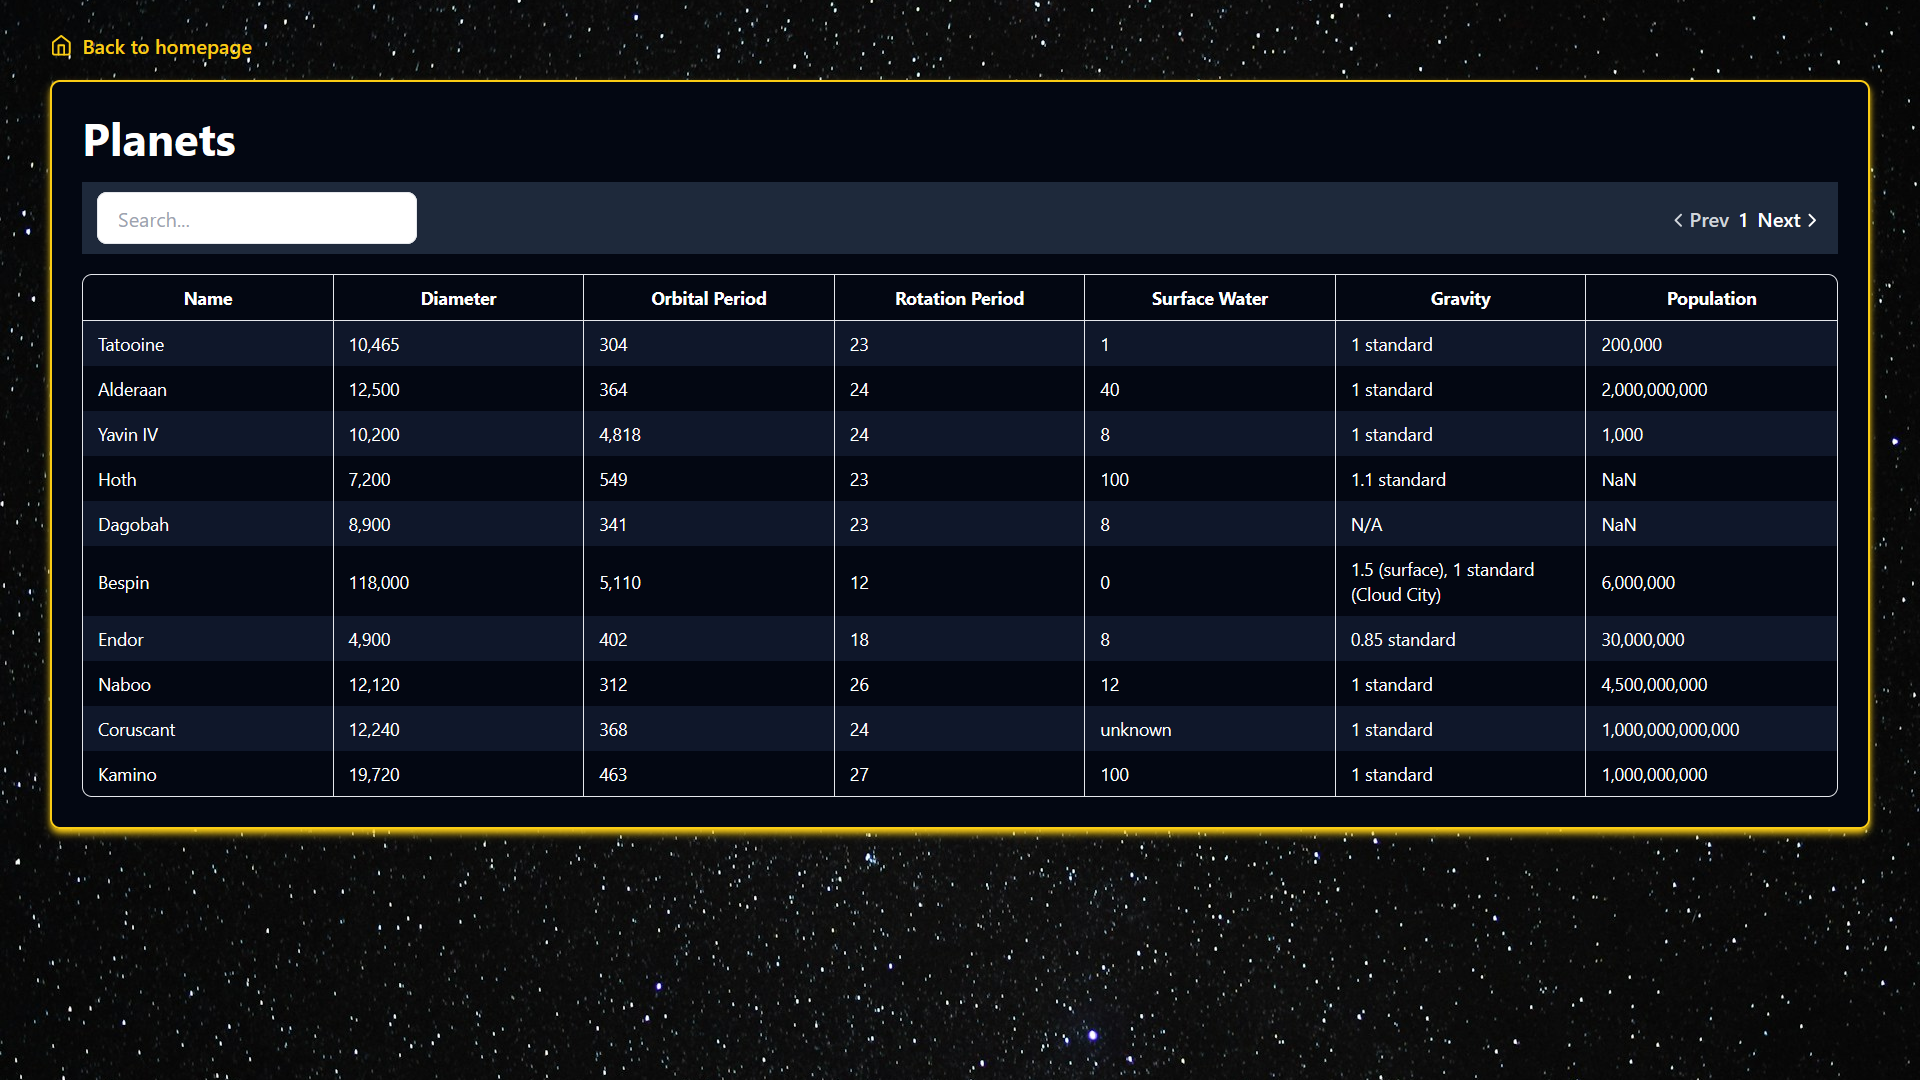 Back to homepage
Planets
Search...
Prev 1 Next
Name Diameter Orbital Period Rotation Period Surface Water Gravity Population
Tatooine 10,465 304 23 1 1 standard 200,000
Alderaan 12,500 364 24 40 1 standard 2,000,000,000
Yavin IV 10,200 4,818 24 8 1 standard 1,000
Hoth 7,200 549 23 100 1.1 standard NaN
Dagobah 8,900 341 23 8 N/A NaN
Bespin 118,000 5,110 12 0 1.5 (surface), 1 standard (Cloud City) 6,000,000
Endor 4,900 402 18 8 0.85 standard 30,000,000
Naboo 12,120 312 26 12 1 standard 4,500,000,000
Coruscant 12,240 368 24 unknown 1 standard 1,000,000,000,000
Kamino 19,720 463 27 100 1 standard 1,000,000,000